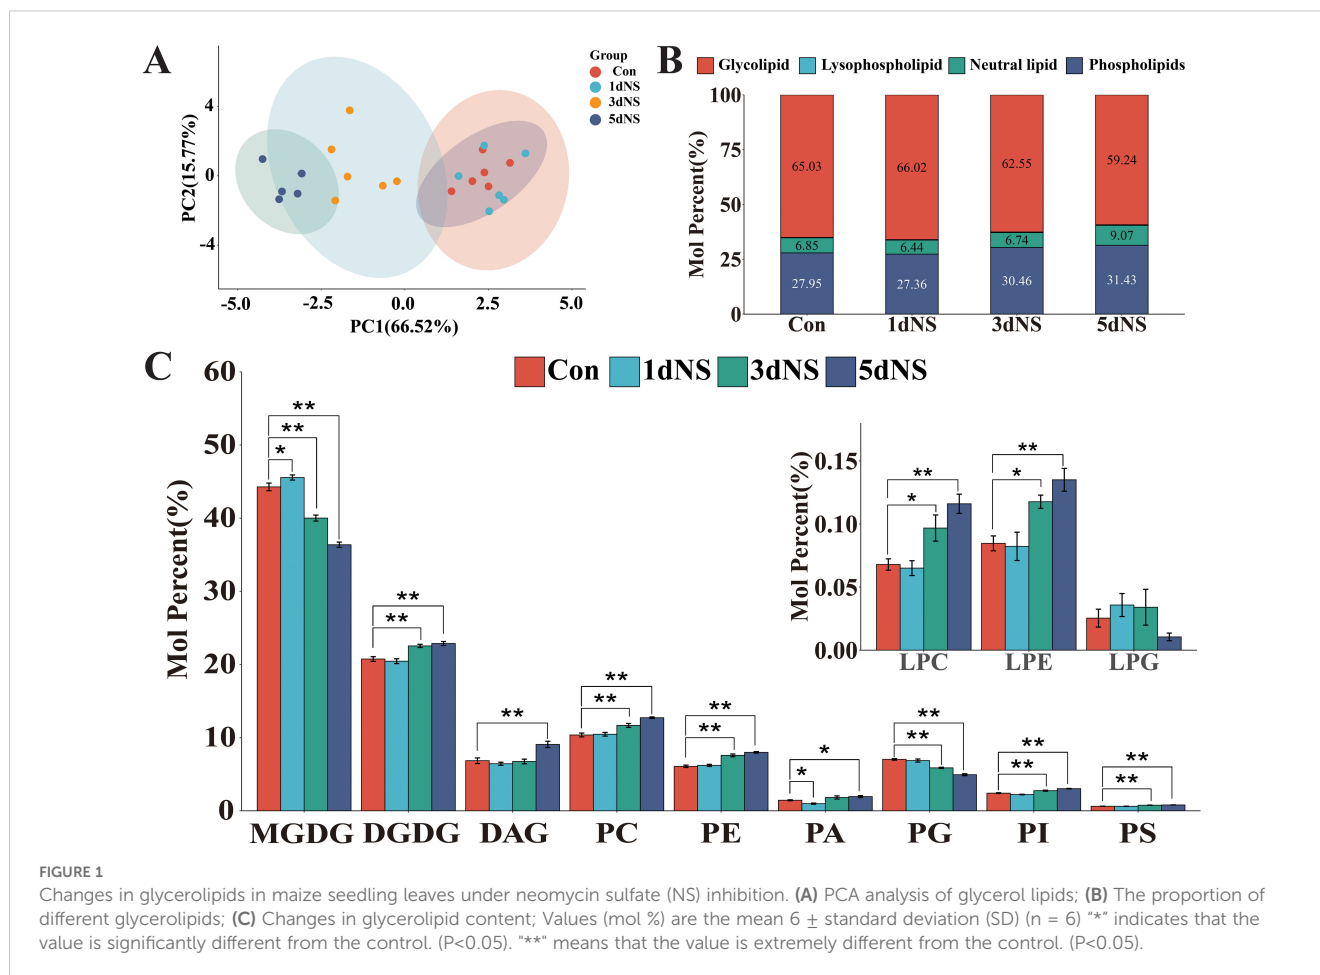 A
Group
Con
1dNS
3dNS
5dNS
PC2(15.77%)
4
0
-4
-5.0 -2.5 0.0 2.5 5.0
PC1(66.52%)
B
Glycolipid Lysophospholipid Neutral lipid Phospholipids
Mol Percent(%)
100
75
50
25
0
65.03 66.02 62.55 59.24
6.85 6.44 6.74 9.07
27.95 27.36 30.46 31.43
Con 1dNS 3dNS 5dNS
C
Con 1dNS 3dNS 5dNS
Mol Percent(%)
60
50
40
30
20
10
0
** ** *
** **
**
** **
** **
* *
** **
** **
** **
MGDG DGDG DAG PC PE PA PG PI PS
Mol Percent(%)
0.15
0.10
0.05
0.00
** *
** *
LPC LPE LPG
FIGURE 1
Changes in glycerolipids in maize seedling leaves under neomycin sulfate (NS) inhibition. (A) PCA analysis of glycerol lipids; (B) The proportion of
different glycerolipids; (C) Changes in glycerolipid content; Values (mol %) are the mean 6 ± standard deviation (SD) (n = 6) “*” indicates that the
value is significantly different from the control. (P<0.05). "**" means that the value is extremely different from the control. (P<0.05).